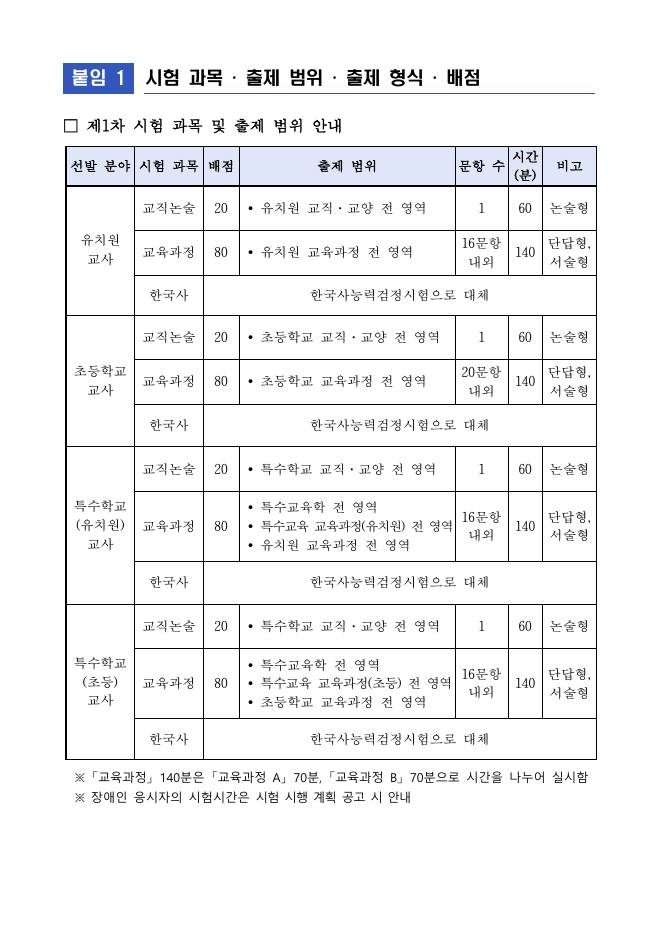 붙임 1 시험 과목 · 출제 범위 · 출제 형식 · 배점
□ 제1차 시험 과목 및 출제 범위 안내
선발 분야 시험 과목 배점 출제 범위 문항 수 시간(분) 비고
유치원 교사
교직논술 20 • 유치원 교직·교양 전 영역 1 60 논술형
교육과정 80 • 유치원 교육과정 전 영역 16문항 내외 140 단답형, 서술형
한국사 한국사능력검정시험으로 대체
초등학교 교사
교직논술 20 • 초등학교 교직·교양 전 영역 1 60 논술형
교육과정 80 • 초등학교 교육과정 전 영역 20문항 내외 140 단답형, 서술형
한국사 한국사능력검정시험으로 대체
특수학교 (유치원) 교사
교직논술 20 • 특수학교 교직·교양 전 영역 1 60 논술형
교육과정 80
• 특수교육학 전 영역
• 특수교육 교육과정(유치원) 전 영역
• 유치원 교육과정 전 영역
16문항 내외 140 단답형, 서술형
한국사 한국사능력검정시험으로 대체
특수학교 (초등) 교사
교직논술 20 • 특수학교 교직·교양 전 영역 1 60 논술형
교육과정 80
• 특수교육학 전 영역
• 특수교육 교육과정(초등) 전 영역
• 초등학교 교육과정 전 영역
16문항 내외 140 단답형, 서술형
한국사 한국사능력검정시험으로 대체
※「교육과정」140분은「교육과정 A」70분,「교육과정 B」70분으로 시간을 나누어 실시함
※ 장애인 응시자의 시험시간은 시험 시행 계획 공고 시 안내